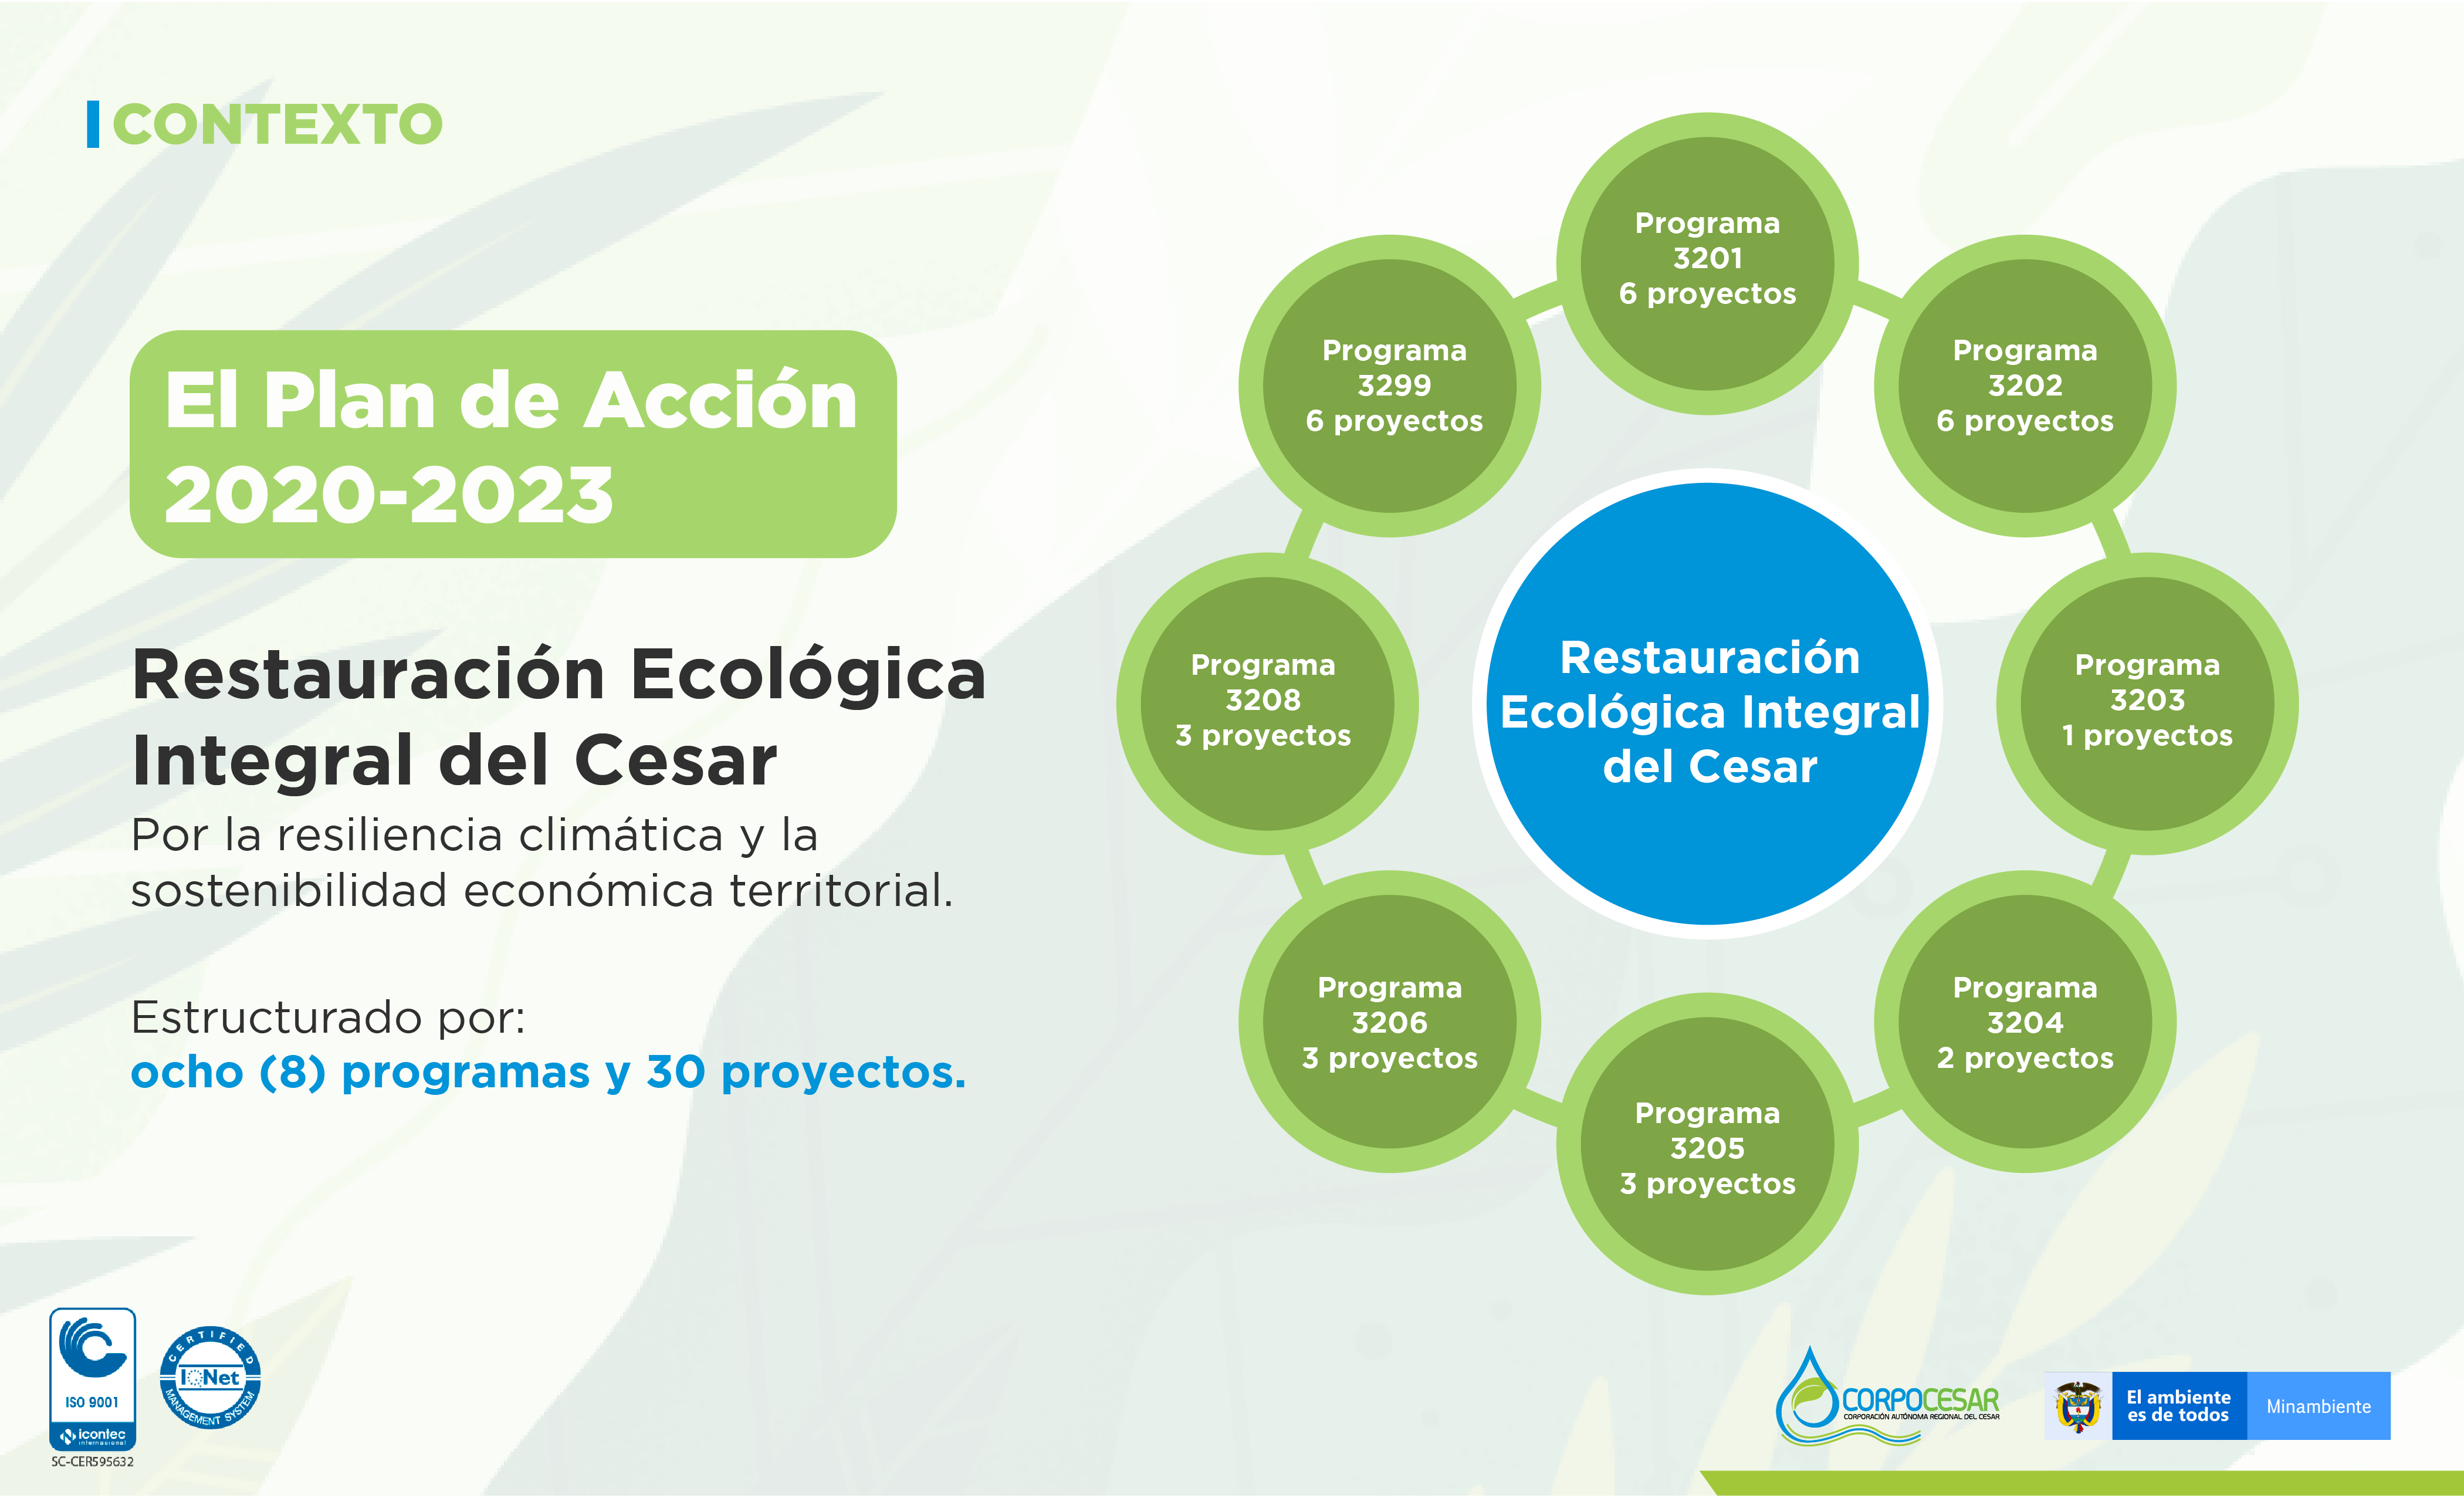 CONTEXTO
El Plan de Acción
2020-2023
Restauración Ecológica
Integral del Cesar
Por la resiliencia climática y la
sostenibilidad económica territorial.
Estructurado por:
ocho (8) programas y 30 proyectos.
Programa
3201
6 proyectos
Programa
3202
6 proyectos
Programa
3203
1 proyectos
Programa
3204
2 proyectos
Programa
3205
3 proyectos
Programa
3206
3 proyectos
Programa
3208
3 proyectos
Programa
3299
6 proyectos
Restauración
Ecológica Integral
del Cesar
ISO 9001
icontec
internacional
SC-CER595632
CERTIFIED
IQNet
MANAGEMENT SYSTEM
CORPOCESAR
CORPORACIÓN AUTÓNOMA REGIONAL DEL CESAR
El ambiente
es de todos
Minambiente